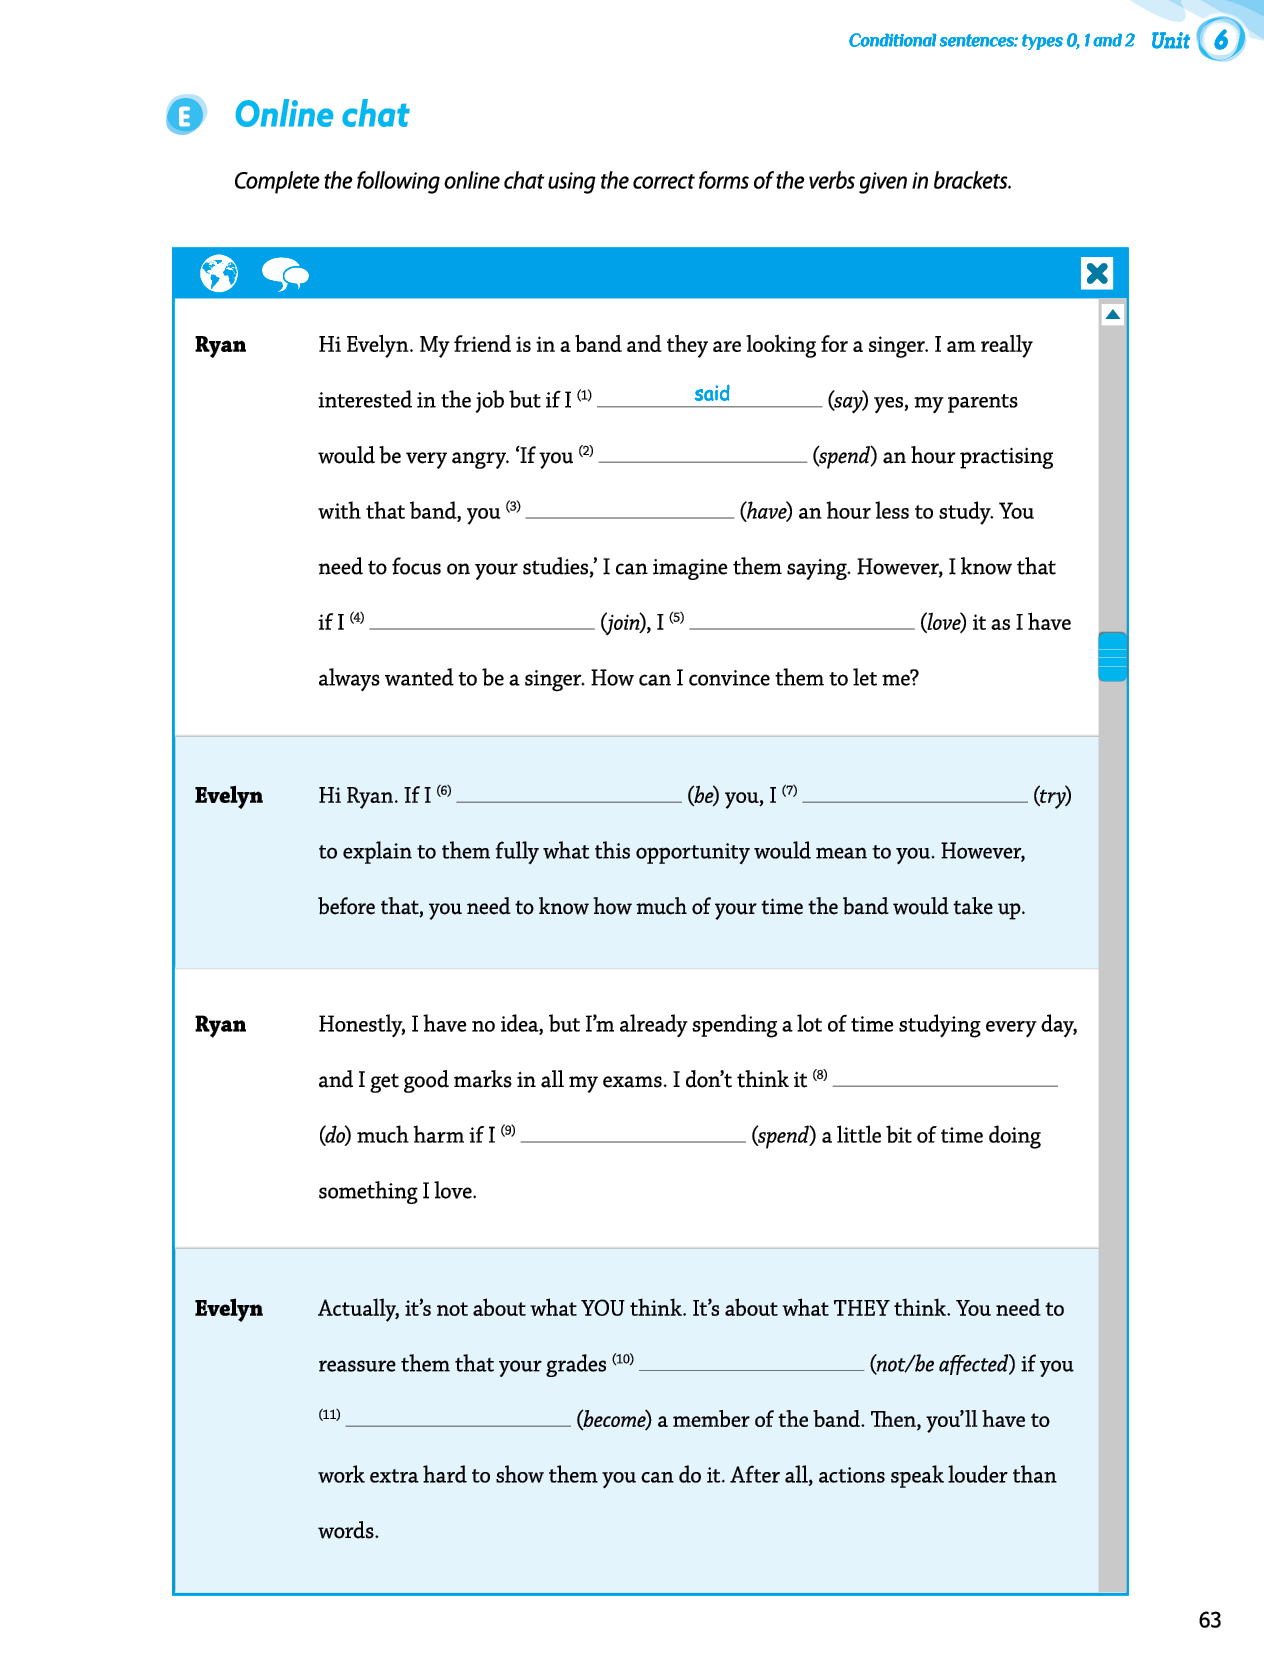 Conditional sentences: types 0, 1 and 2 Unit 6
E Online chat
Complete the following online chat using the correct forms of the verbs given in brackets.
Ryan Hi Evelyn. My friend is in a band and they are looking for a singer. I am really
interested in the job but if I (1) said (say) yes, my parents
would be very angry. ‘If you (2) (spend) an hour practising
with that band, you (3) (have) an hour less to study. You
need to focus on your studies,’ I can imagine them saying. However, I know that
if I (4) (join), I (5) (love) it as I have
always wanted to be a singer. How can I convince them to let me?
Evelyn Hi Ryan. If I (6) (be) you, I (7) (try)
to explain to them fully what this opportunity would mean to you. However,
before that, you need to know how much of your time the band would take up.
Ryan Honestly, I have no idea, but I’m already spending a lot of time studying every day,
and I get good marks in all my exams. I don’t think it (8)
(do) much harm if I (9) (spend) a little bit of time doing
something I love.
Evelyn Actually, it’s not about what YOU think. It’s about what THEY think. You need to
reassure them that your grades (10) (not/be affected) if you
(11) (become) a member of the band. Then, you’ll have to
work extra hard to show them you can do it. After all, actions speak louder than
words.
63